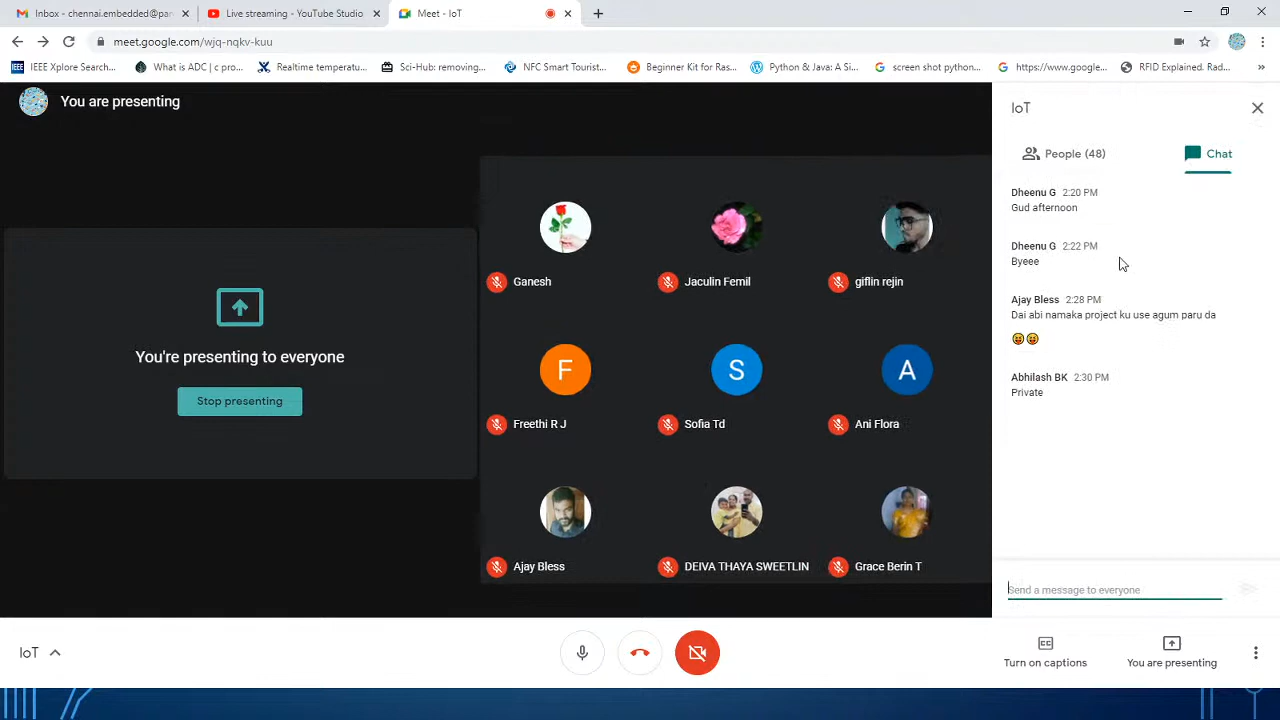 Inbox - chennai.embedded@par
Live streaming - YouTube Studio
Meet - IoT
meet.google.com/wjq-nqkv-kuu
IEEE Xplore Search...
What is ADC | c pro...
Realtime temperatu...
Sci-Hub: removing...
NFC Smart Tourist...
Beginner Kit for Ras...
Python & Java: A Si...
screen shot python...
https://www.google...
RFID Explained. Rad...
»
You are presenting
You're presenting to everyone
Stop presenting
Ganesh
Jaculin Femil
giflin rejin
F
S
A
Freethi R J
Sofia Td
Ani Flora
Ajay Bless
DEIVA THAYA SWEETLIN
Grace Berin T
IoT
People (48)
Chat
Dheenu G 2:20 PM
Gud afternoon
Dheenu G 2:22 PM
Byeee
Ajay Bless 2:28 PM
Dai abi namaka project ku use agum paru da
😝😝
Abhilash BK 2:30 PM
Private
Send a message to everyone
IoT
CC
Turn on captions
You are presenting